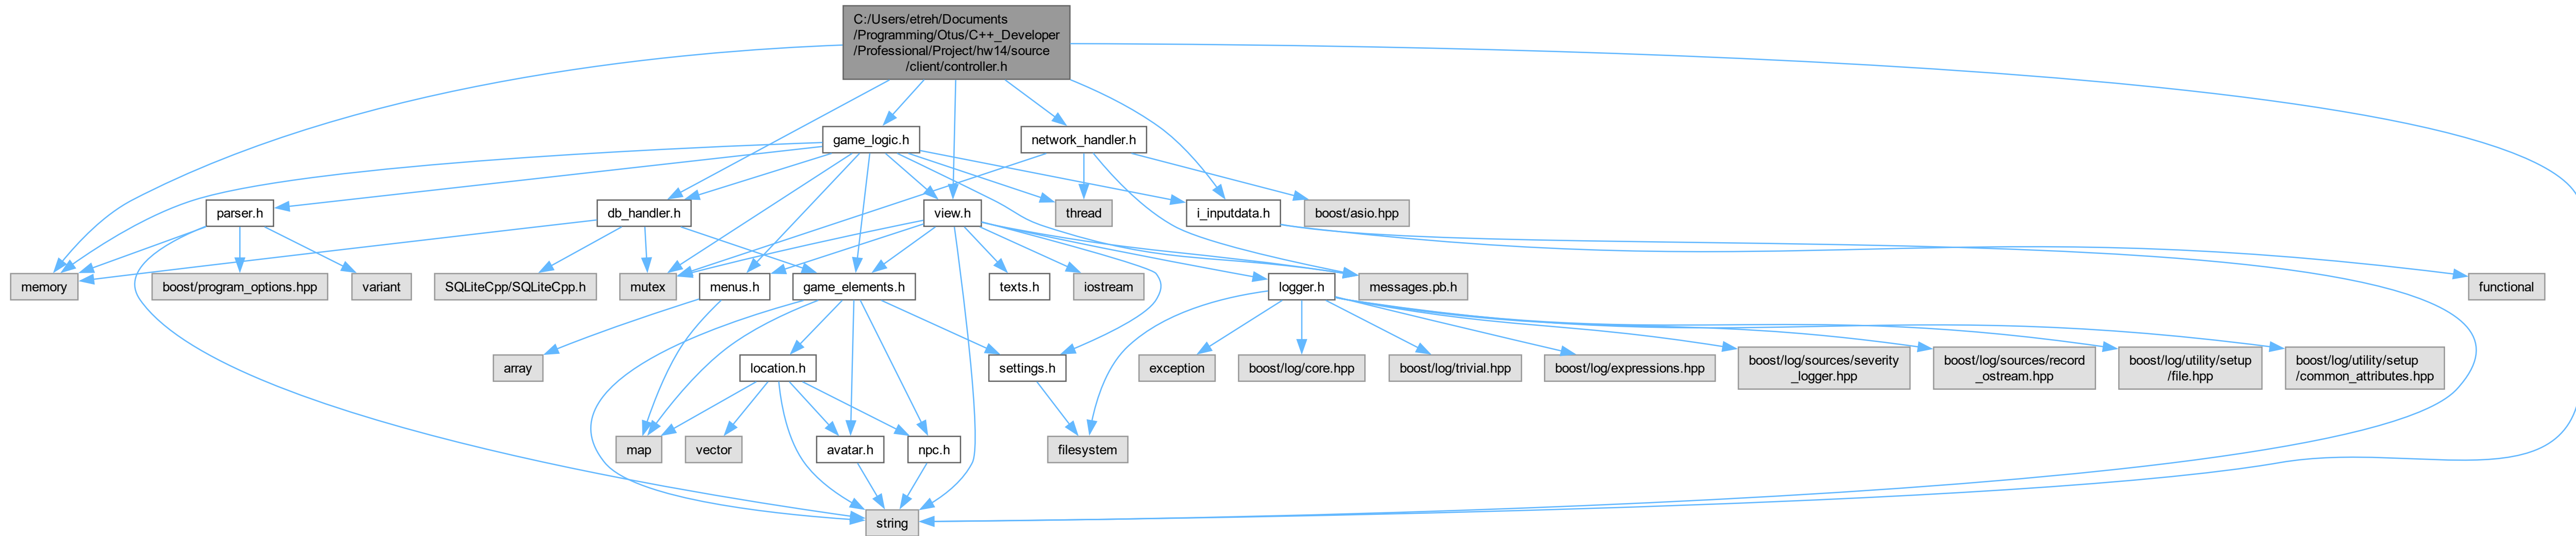 C:/Users/etreh/Documents
/Programming/Otus/C++_Developer
/Professional/Project/hw14/source
/client/controller.h
game_logic.h
network_handler.h
parser.h
db_handler.h
view.h
thread
i_inputdata.h
boost/asio.hpp
memory
boost/program_options.hpp
variant
SQLiteCpp/SQLiteCpp.h
mutex
menus.h
game_elements.h
texts.h
iostream
logger.h
messages.pb.h
functional
array
location.h
settings.h
exception
boost/log/core.hpp
boost/log/trivial.hpp
boost/log/expressions.hpp
boost/log/sources/severity
_logger.hpp
boost/log/sources/record
_ostream.hpp
boost/log/utility/setup
/file.hpp
boost/log/utility/setup
/common_attributes.hpp
map
vector
avatar.h
npc.h
filesystem
string